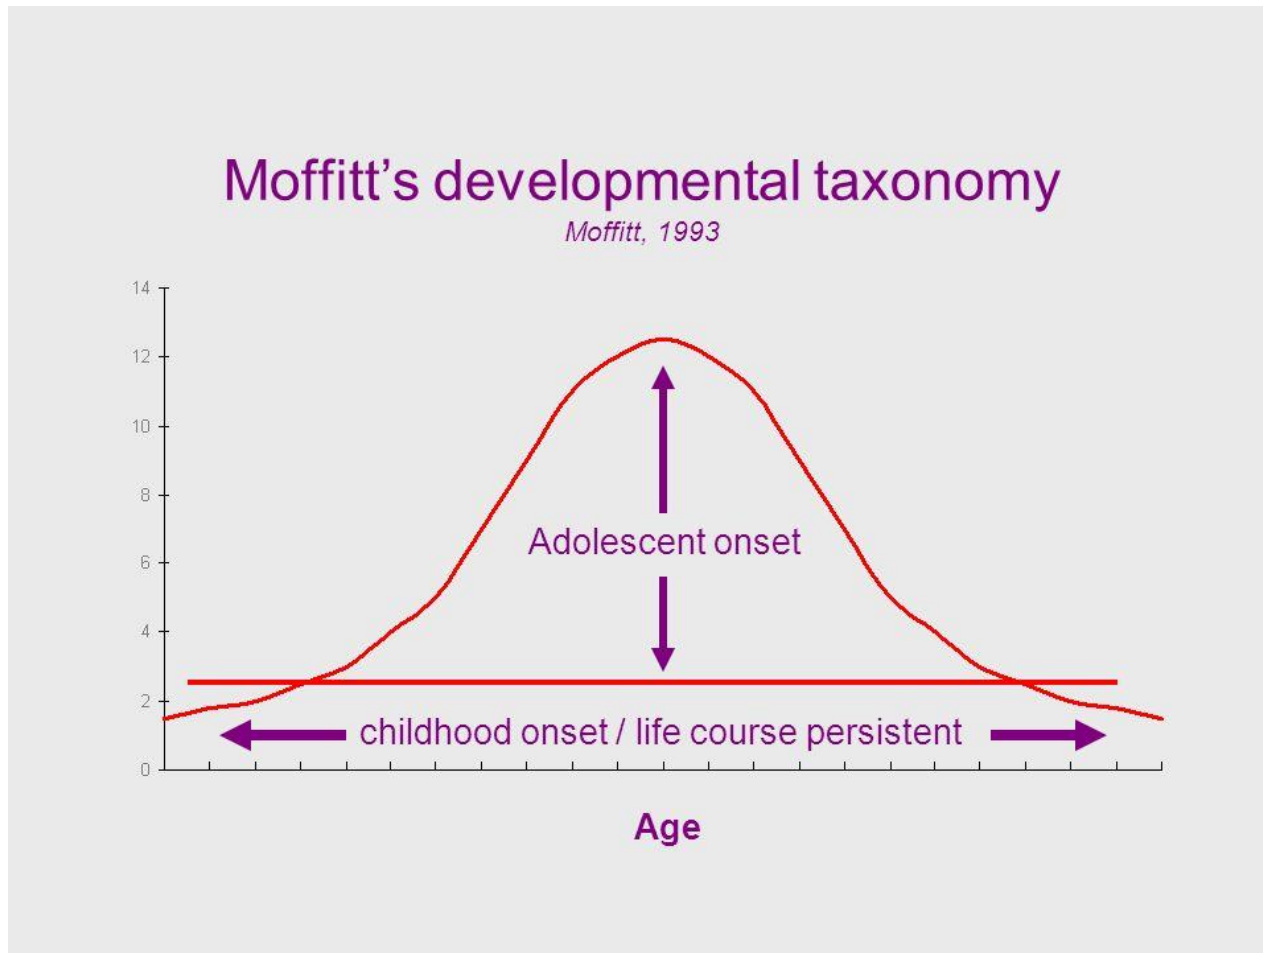 Moffitt’s developmental taxonomy
Moffitt, 1993
14
12
10
8
6
4
2
0
Adolescent onset
childhood onset / life course persistent
Age